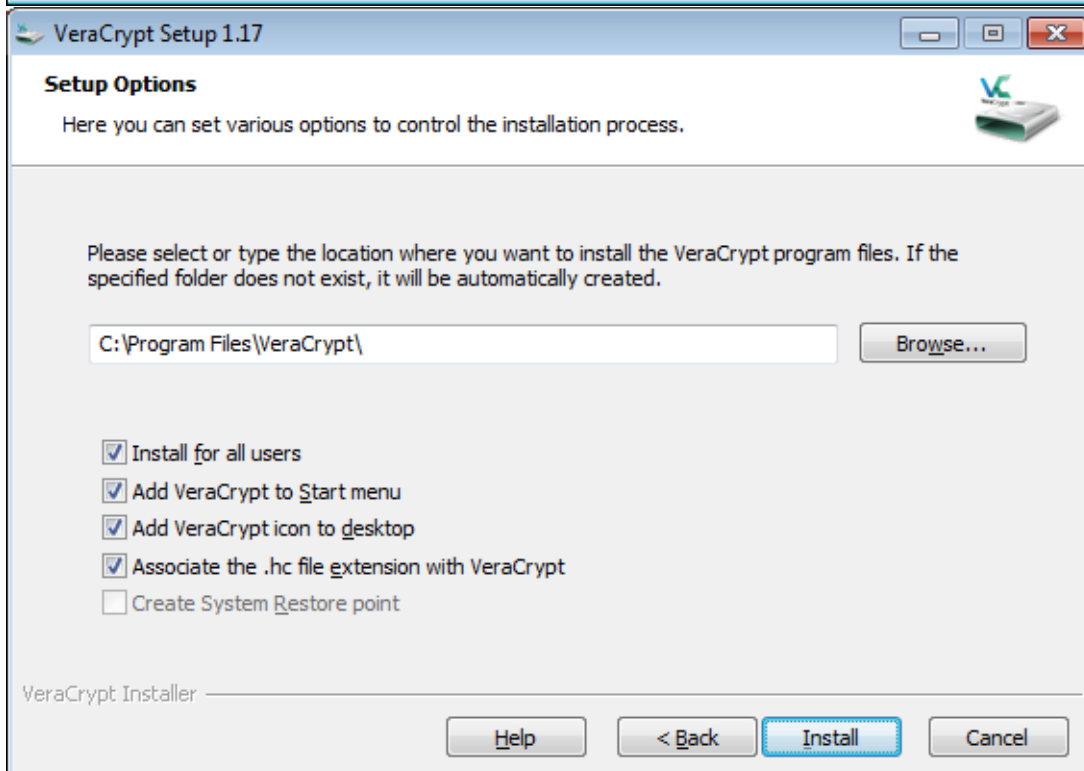 VeraCrypt Setup 1.17
Setup Options
Here you can set various options to control the installation process.
VC
VeraCrypt
Please select or type the location where you want to install the VeraCrypt program files. If the
specified folder does not exist, it will be automatically created.
C:\Program Files\VeraCrypt\
Browse...
Install for all users
Add VeraCrypt to Start menu
Add VeraCrypt icon to desktop
Associate the .hc file extension with VeraCrypt
Create System Restore point
VeraCrypt Installer
Help
< Back
Install
Cancel